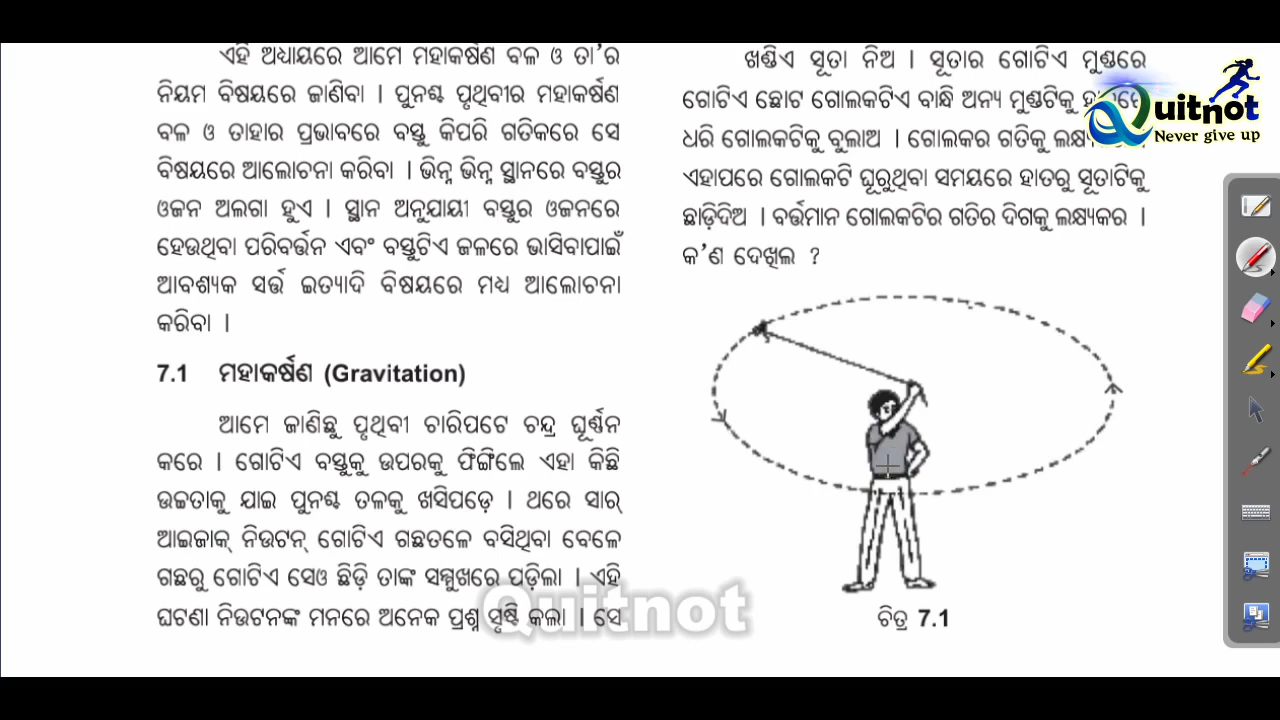 ଏହି ଅଧ୍ୟାୟରେ ଆମେ ମହାକର୍ଷଣ ବଳ ଓ ତା'ର
ନିୟମ ବିଷୟରେ ଜାଣିବା । ପୁନଶ୍ଚ ପୃଥିବୀର ମହାକର୍ଷଣ
ବଳ ଓ ତାହାର ପ୍ରଭାବରେ ବସ୍ତୁ କିପରି ଗତିକରେ ସେ
ବିଷୟରେ ଆଲୋଚନା କରିବା । ଭିନ୍ନ ଭିନ୍ନ ସ୍ଥାନରେ ବସ୍ତୁର
ଓଜନ ଅଲଗା ହୁଏ । ସ୍ଥାନ ଅନୁଯାୟୀ ବସ୍ତୁର ଓଜନରେ
ହେଉଥିବା ପରିବର୍ତ୍ତନ ଏବଂ ବସ୍ତୁଟିଏ ଜଳରେ ଭାସିବାପାଇଁ
ଆବଶ୍ୟକ ସର୍ତ୍ତ ଇତ୍ୟାଦି ବିଷୟରେ ମଧ୍ୟ ଆଲୋଚନା
କରିବା ।
7.1 ମହାକର୍ଷଣ (Gravitation)
ଆମେ ଜାଣିଛୁ ପୃଥିବୀ ଚାରିପଟେ ଚନ୍ଦ୍ର ଘୂର୍ଣ୍ଣନ
କରେ । ଗୋଟିଏ ବସ୍ତୁକୁ ଉପରକୁ ଫିଙ୍ଗିଲେ ଏହା କିଛି
ଉଚ୍ଚତାକୁ ଯାଇ ପୁନଶ୍ଚ ତଳକୁ ଖସିପଡ଼େ । ଥରେ ସାର୍
ଆଇଜାକ୍ ନିଉଟନ୍ ଗୋଟିଏ ଗଛତଳେ ବସିଥିବା ବେଳେ
ଗଛରୁ ଗୋଟିଏ ସେଓ ଛିଡ଼ି ତାଙ୍କ ସମ୍ମୁଖରେ ପଡ଼ିଲା । ଏହି
ଘଟଣା ନିଉଟନଙ୍କ ମନରେ ଅନେକ ପ୍ରଶ୍ନ ସୃଷ୍ଟି କଲା । ସେ
ଖଣ୍ଡିଏ ସୂତା ନିଅ । ସୂତାର ଗୋଟିଏ ମୁଣ୍ଡରେ
ଗୋଟିଏ ଛୋଟ ଗୋଲକଟିଏ ବାନ୍ଧି ଅନ୍ୟ ମୁଣ୍ଡଟିକୁ
ଧରି ଗୋଲକଟିକୁ ବୁଲାଅ । ଗୋଲକର ଗତିକୁ
ଏହାପରେ ଗୋଲକଟି ଘୂରୁଥିବା ସମୟରେ ହାତରୁ ସୂତାଟିକୁ
ଛାଡ଼ିଦିଅ । ବର୍ତ୍ତମାନ ଗୋଲକଟିର ଗତିର ଦିଗକୁ ଲକ୍ଷ୍ୟକର ।
କ'ଣ ଦେଖିଲ ?
ଚିତ୍ର 7.1
Quitnot
Never give up
Quitnot